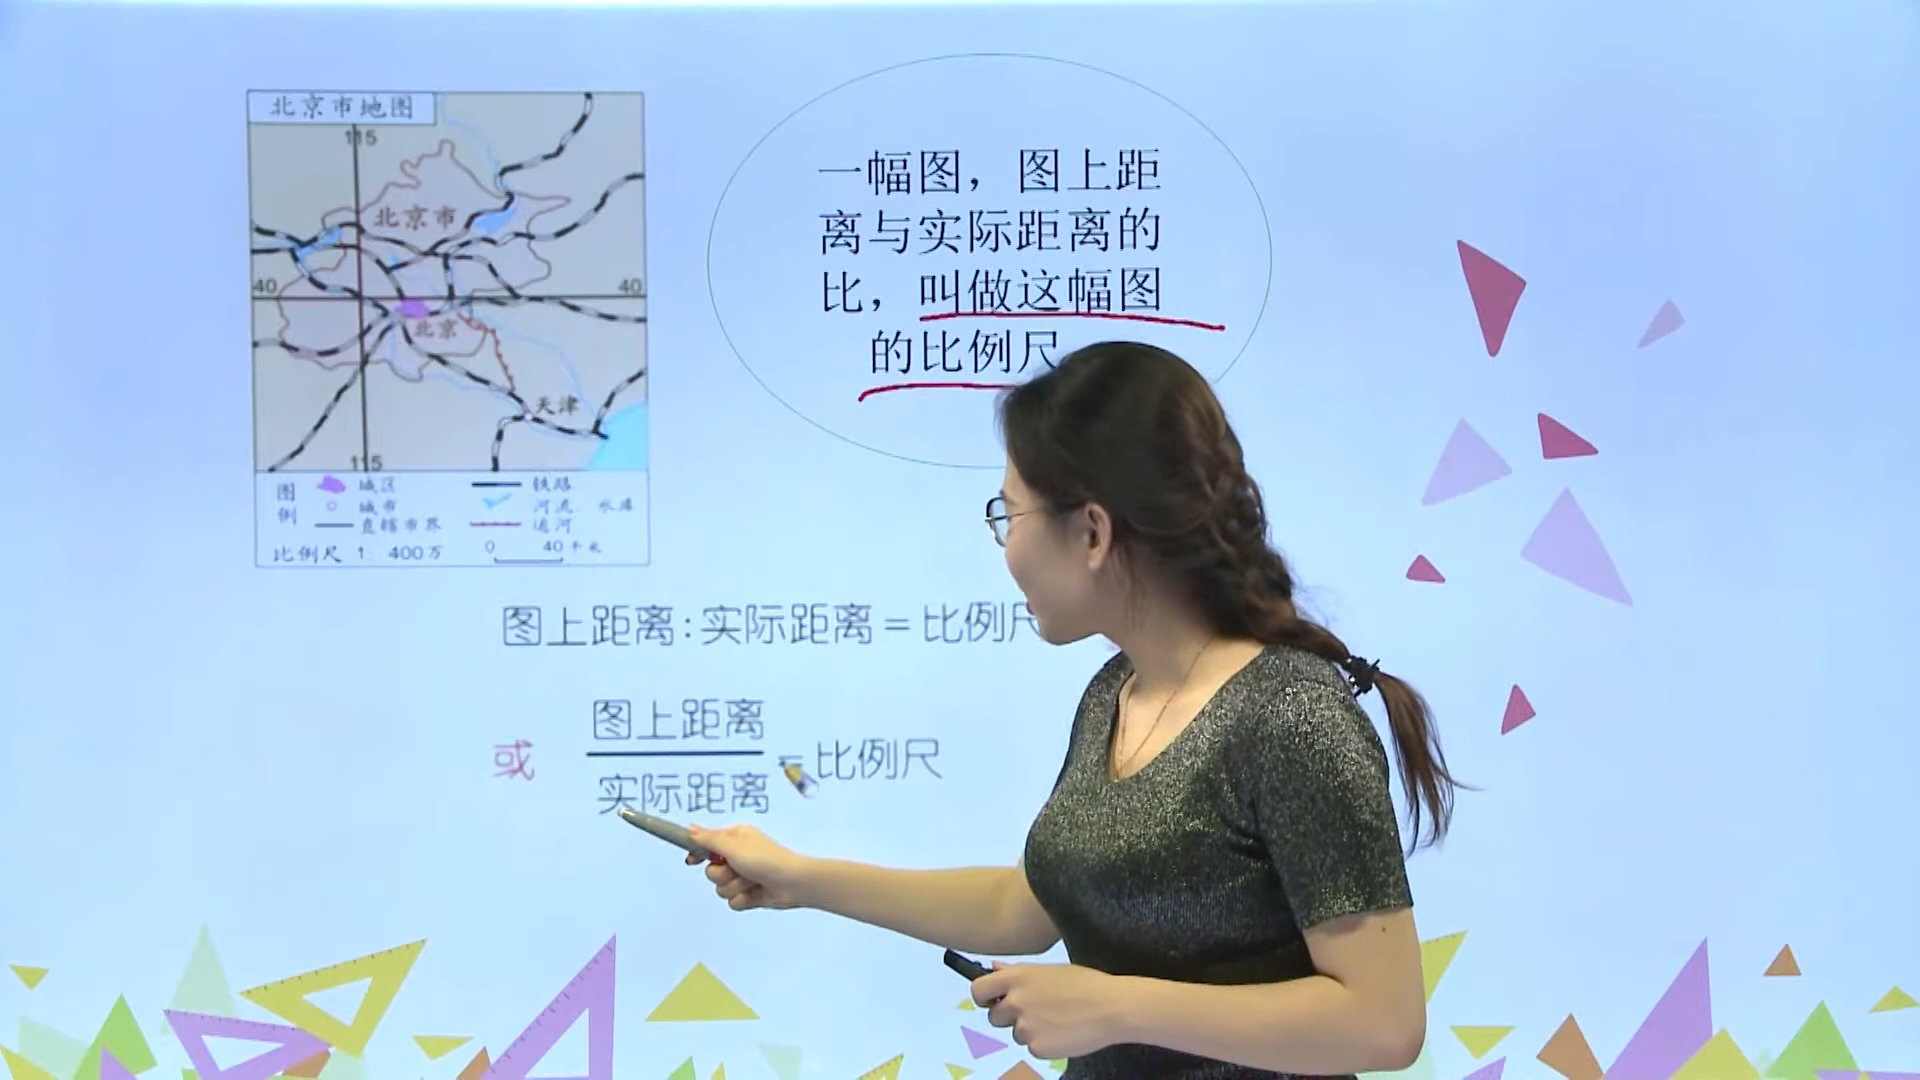 北京市地图
115
北京市
40
40
北京
天津
115
图例
城区
铁路
城市
河流、水库
直辖市界
运河
比例尺 1: 400万
0 40千米
一幅图，图上距
离与实际距离的
比，叫做这幅图
的比例尺
图上距离:实际距离=比例尺
或
图上距离
实际距离
=比例尺